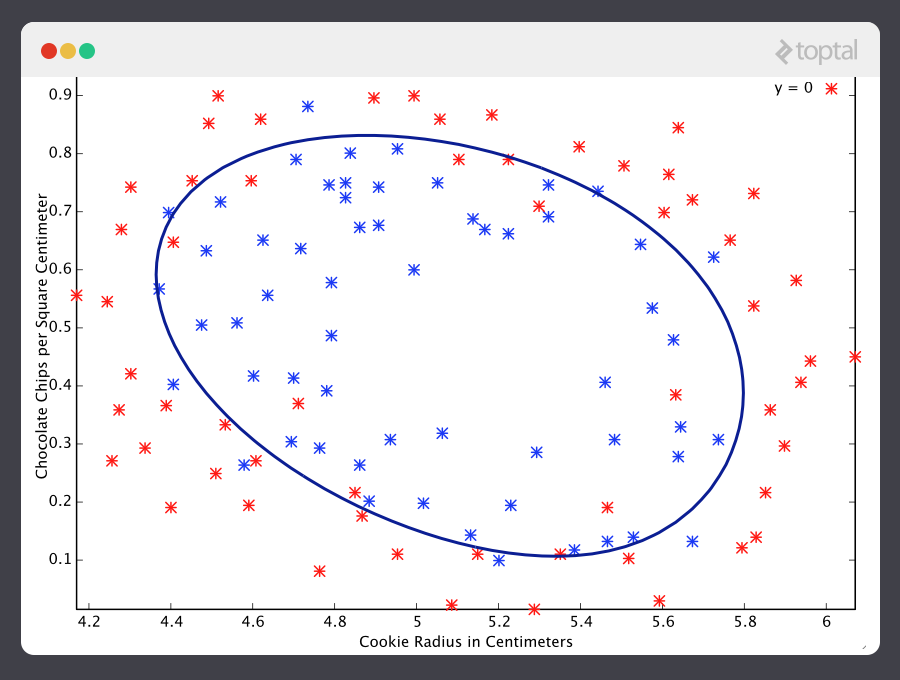 toptal
y = 0
0.9
0.8
0.7
0.6
0.5
0.4
0.3
0.2
0.1
Chocolate Chips per Square Centimeter
4.2 4.4 4.6 4.8 5 5.2 5.4 5.6 5.8 6
Cookie Radius in Centimeters